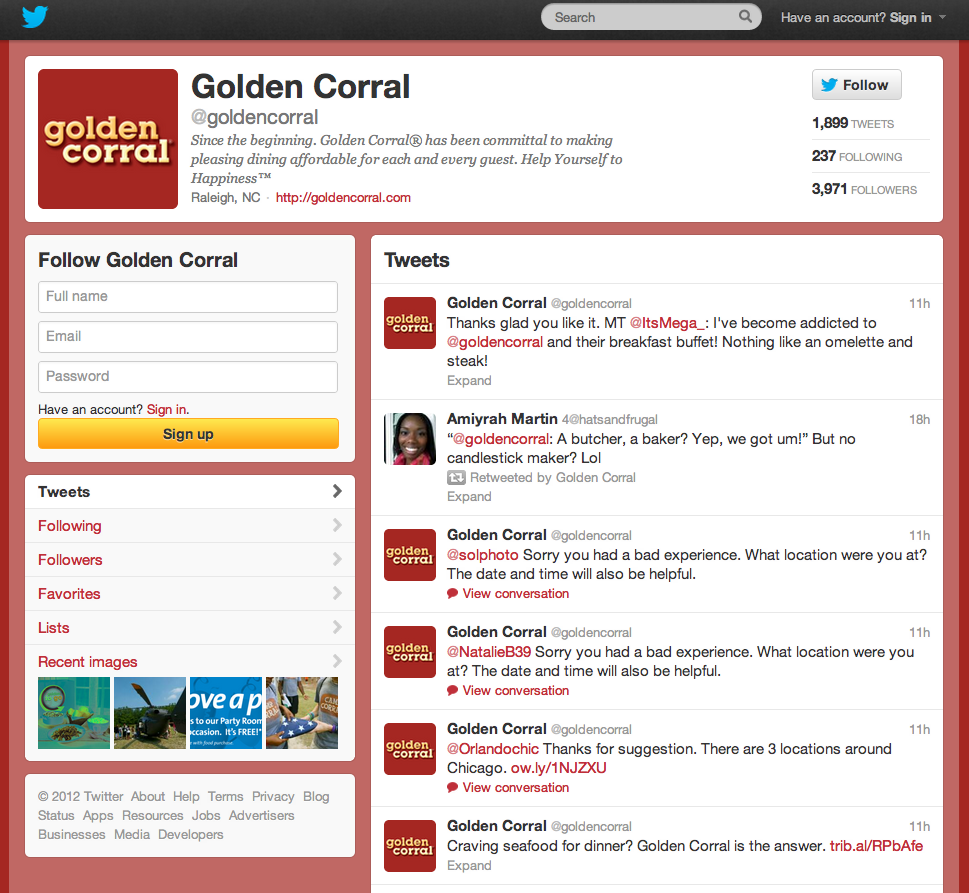 Search
Have an account? Sign in
golden
corral
Golden Corral
@goldencorral
Since the beginning. Golden Corral® has been committal to making
pleasing dining affordable for each and every guest. Help Yourself to
Happiness™
Raleigh, NC · http://goldencorral.com
Follow
1,899 TWEETS
237 FOLLOWING
3,971 FOLLOWERS
Follow Golden Corral
Full name
Email
Password
Have an account? Sign in.
Sign up
Tweets
Following
Followers
Favorites
Lists
Recent images
ove a p
s to our Party Room
ccasion. It's FREE!*
with food purchase
© 2012 Twitter About Help Terms Privacy Blog
Status Apps Resources Jobs Advertisers
Businesses Media Developers
Tweets
golden
corral
Golden Corral @goldencorral 11h
Thanks glad you like it. MT @ItsMega_: I've become addicted to
@goldencorral and their breakfast buffet! Nothing like an omelette and
steak!
Expand
Amiyrah Martin 4@hatsandfrugal 18h
“@goldencorral: A butcher, a baker? Yep, we got um!” But no
candlestick maker? Lol
Retweeted by Golden Corral
Expand
golden
corral
Golden Corral @goldencorral 11h
@solphoto Sorry you had a bad experience. What location were you at?
The date and time will also be helpful.
View conversation
golden
corral
Golden Corral @goldencorral 11h
@NatalieB39 Sorry you had a bad experience. What location were you
at? The date and time will also be helpful.
View conversation
golden
corral
Golden Corral @goldencorral 11h
@Orlandochic Thanks for suggestion. There are 3 locations around
Chicago. ow.ly/1NJZXU
View conversation
golden
corral
Golden Corral @goldencorral 11h
Craving seafood for dinner? Golden Corral is the answer. trib.al/RPbAfe
Expand